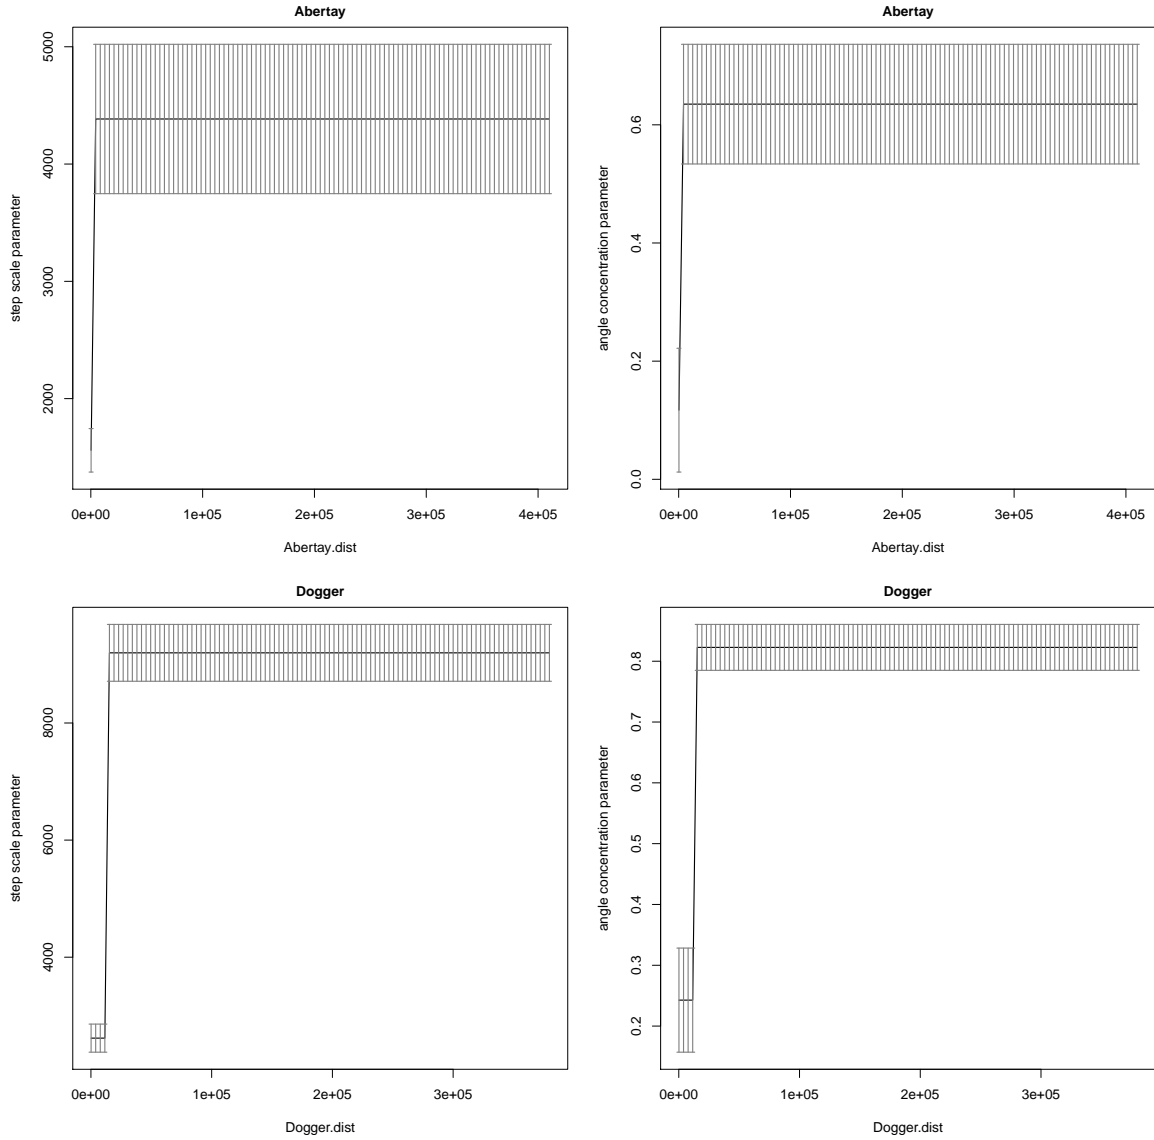 Abertay
step scale parameter
5000
4000
3000
2000
0e+00 1e+05 2e+05 3e+05 4e+05
Abertay.dist
Abertay
angle concentration parameter
0.6
0.4
0.2
0.0
0e+00 1e+05 2e+05 3e+05 4e+05
Abertay.dist
Dogger
step scale parameter
8000
6000
4000
0e+00 1e+05 2e+05 3e+05
Dogger.dist
Dogger
angle concentration parameter
0.8
0.7
0.6
0.5
0.4
0.3
0.2
0e+00 1e+05 2e+05 3e+05
Dogger.dist